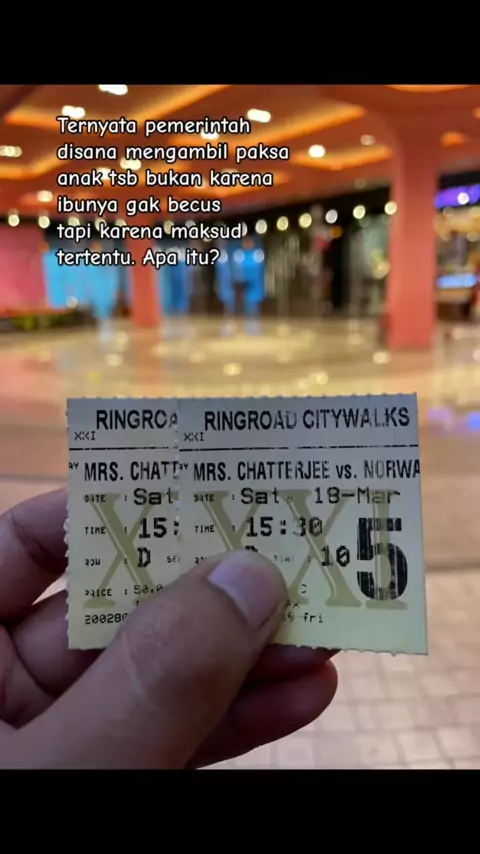 Ternyata pemerintah
disana mengambil paksa
anak tsb bukan karena
ibunya gak becus
tapi karena maksud
tertentu. Apa itu?
RINGROA
XXI
MRS. CHATT
DATE : Sat
TIME : 15:
ROW : D
PRICE : 50.0
RINGROAD CITYWALKS
XXI
MRS. CHATTERJEE vs. NORWA
DATE : Sat 18-Mar
TIME : 15:30
10
5
fri